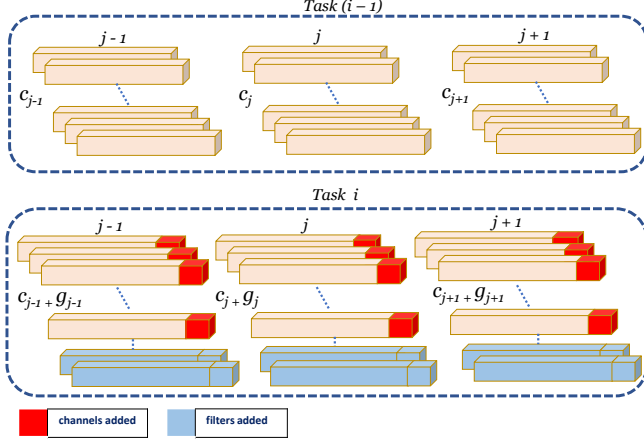 Task (i – 1)
j - 1
j
j + 1
c_{j-1}
c_j
c_{j+1}
Task i
j - 1
j
j + 1
c_{j-1} + g_{j-1}
c_j + g_j
c_{j+1} + g_{j+1}
channels added
filters added